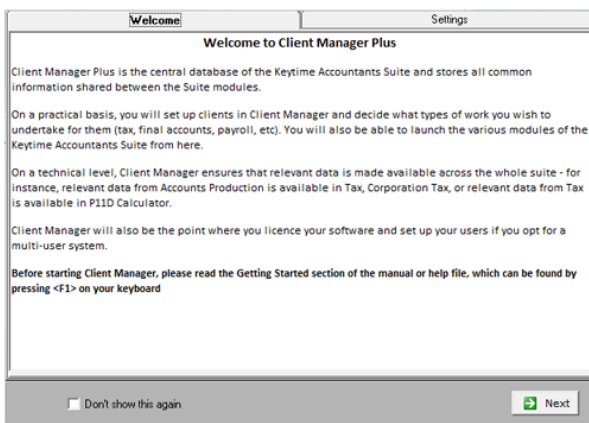 Welcome
Settings
Welcome to Client Manager Plus
Client Manager Plus is the central database of the Keytime Accountants Suite and stores all common
information shared between the Suite modules.
On a practical basis, you will set up clients in Client Manager and decide what types of work you wish to
undertake for them (tax, final accounts, payroll, etc). You will also be able to launch the various modules of the
Keytime Accountants Suite from here.
On a technical level, Client Manager ensures that relevant data is made available across the whole suite - for
instance, relevant data from Accounts Production is available in Tax, Corporation Tax, or relevant data from Tax
is available in P11D Calculator.
Client Manager will also be the point where you licence your software and set up your users if you opt for a
multi-user system.
Before starting Client Manager, please read the Getting Started section of the manual or help file, which can be found by
pressing <F1> on your keyboard
Don't show this again
Next